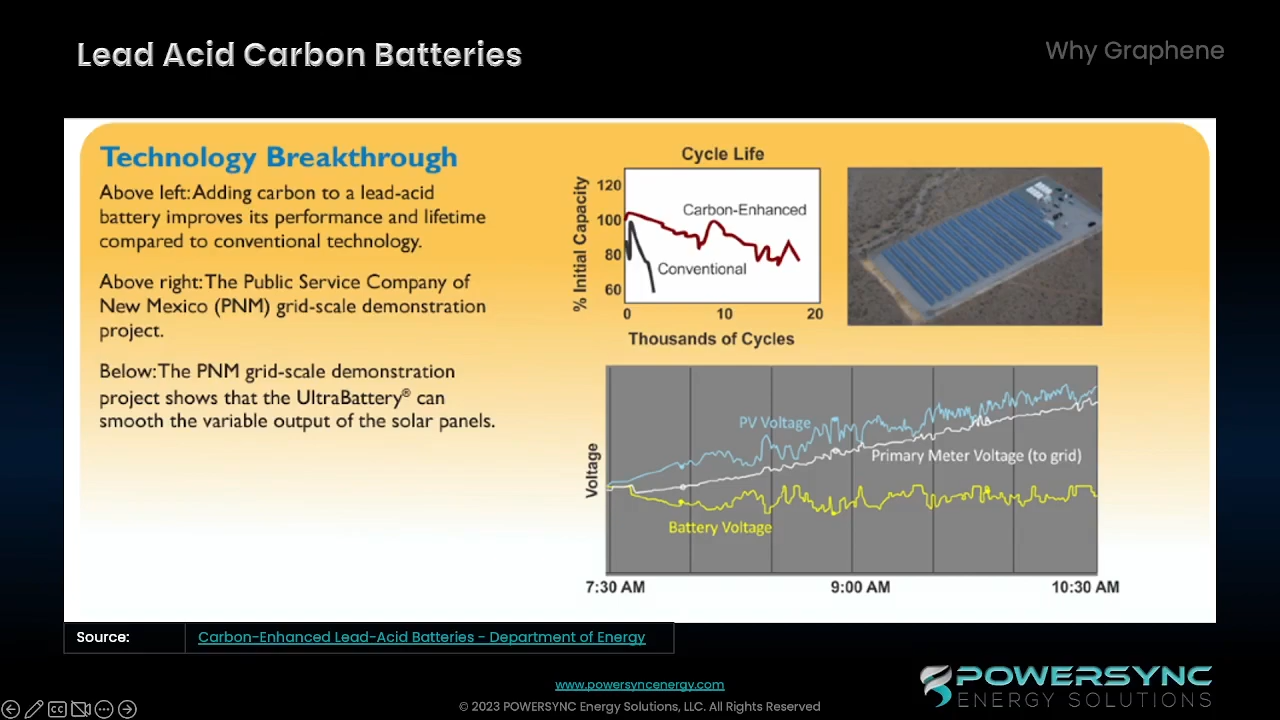 Lead Acid Carbon Batteries
Why Graphene
Technology Breakthrough
Above left: Adding carbon to a lead-acid
battery improves its performance and lifetime
compared to conventional technology.
Above right: The Public Service Company of
New Mexico (PNM) grid-scale demonstration
project.
Below: The PNM grid-scale demonstration
project shows that the UltraBattery® can
smooth the variable output of the solar panels.
Cycle Life
% Initial Capacity
120
100
80
60
Carbon-Enhanced
Conventional
0 10 20
Thousands of Cycles
Voltage
PV Voltage
Primary Meter Voltage (to grid)
Battery Voltage
7:30 AM 9:00 AM 10:30 AM
Source: Carbon-Enhanced Lead-Acid Batteries - Department of Energy
www.powersyncenergy.com
© 2023 POWERSYNC Energy Solutions, LLC. All Rights Reserved
POWERSYNC
ENERGY SOLUTIONS
CC